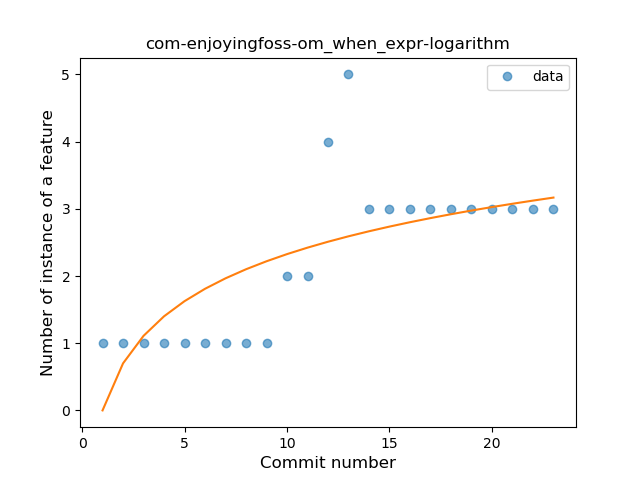 com-enjoyingfoss-om_when_expr-logarithm
data
Number of instance of a feature
5
4
3
2
1
0
0
5
10
15
20
Commit number